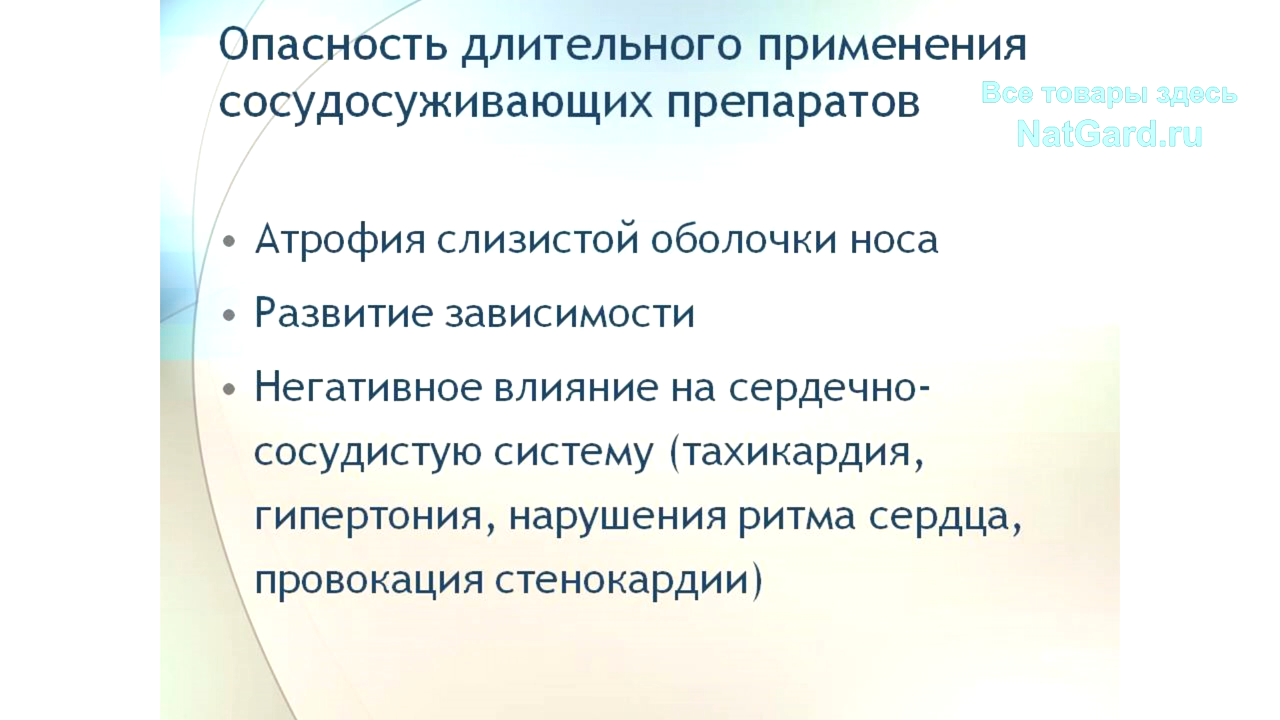 Опасность длительного применения
сосудосуживающих препаратов
Все товары здесь
NatGard.ru
• Атрофия слизистой оболочки носа
• Развитие зависимости
• Негативное влияние на сердечно-
сосудистую систему (тахикардия,
гипертония, нарушения ритма сердца,
провокация стенокардии)